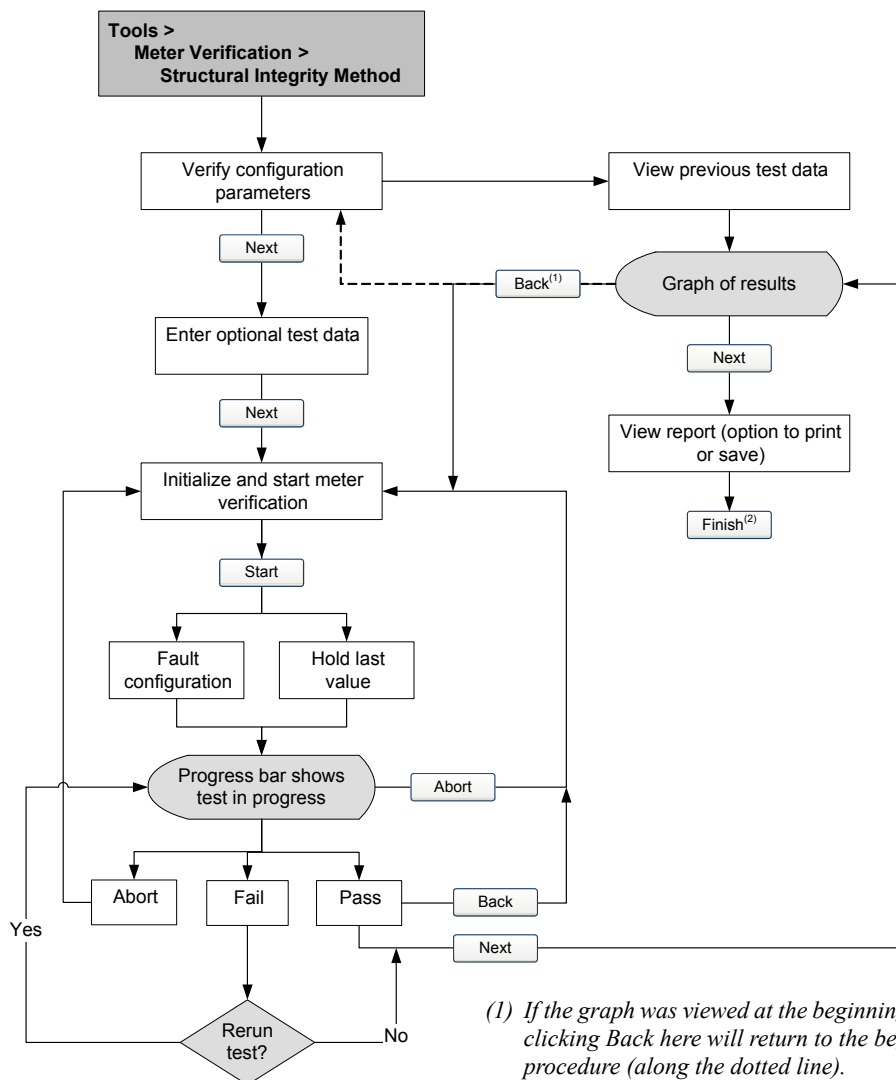 Tools >
Meter Verification >
Structural Integrity Method
Verify configuration
parameters
View previous test data
Next
Back(1)
Graph of results
Enter optional test data
Next
Next
View report (option to print
or save)
Initialize and start meter
verification
Finish(2)
Start
Fault
configuration
Hold last
value
Progress bar shows
test in progress
Abort
Abort
Fail
Pass
Back
Yes
Next
Rerun
test?
No
(1) If the graph was viewed at the beginning
clicking Back here will return to the be
procedure (along the dotted line).